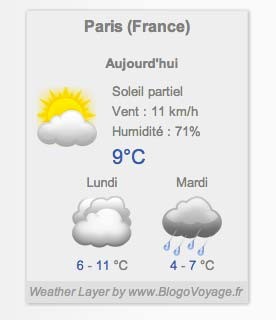 Paris (France)
Aujourd'hui
Soleil partiel
Vent : 11 km/h
Humidité : 71%
9°C
Lundi Mardi
6 - 11 °C 4 - 7 °C
Weather Layer by www.BlogoVoyage.fr